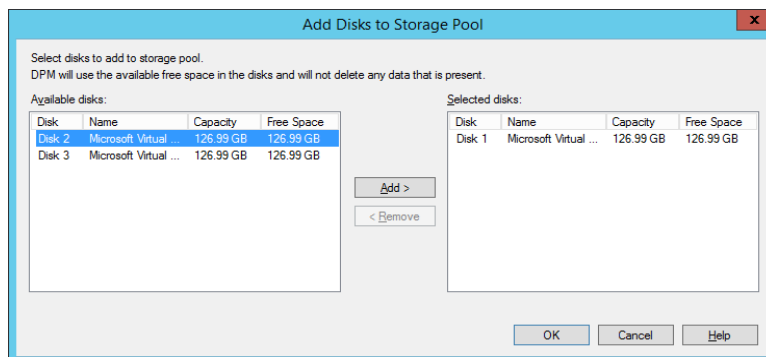 Add Disks to Storage Pool
x
Select disks to add to storage pool.
DPM will use the available free space in the disks and will not delete any data that is present.
Available disks:
Selected disks:
Disk Name Capacity Free Space
Disk 2 Microsoft Virtual ... 126.99 GB 126.99 GB
Disk 3 Microsoft Virtual ... 126.99 GB 126.99 GB
Disk Name Capacity Free Space
Disk 1 Microsoft Virtual ... 126.99 GB 126.99 GB
Add >
< Remove
OK Cancel Help